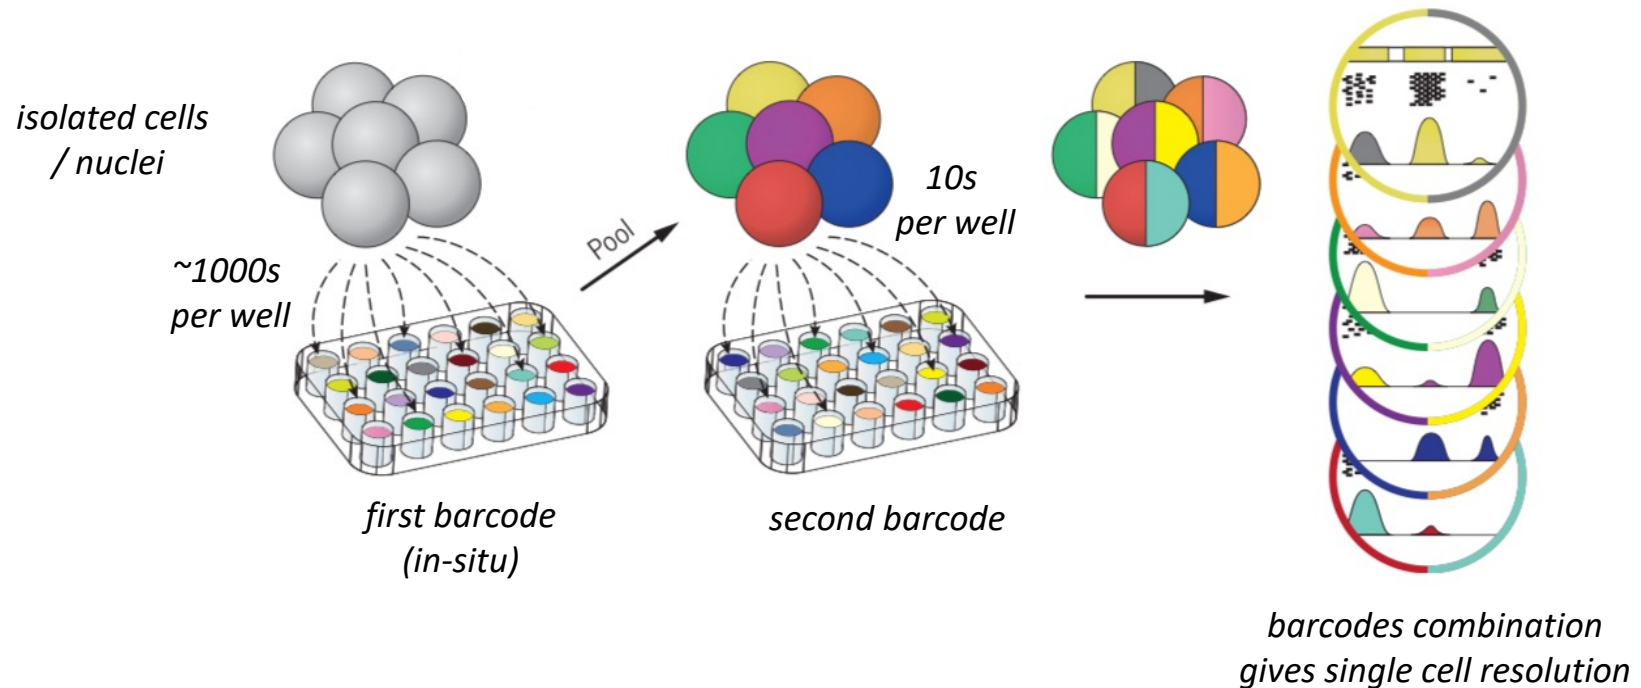 isolated cells
/ nuclei
~1000s
per well
Pool
10s
per well
first barcode
(in-situ)
second barcode
barcodes combination
gives single cell resolution